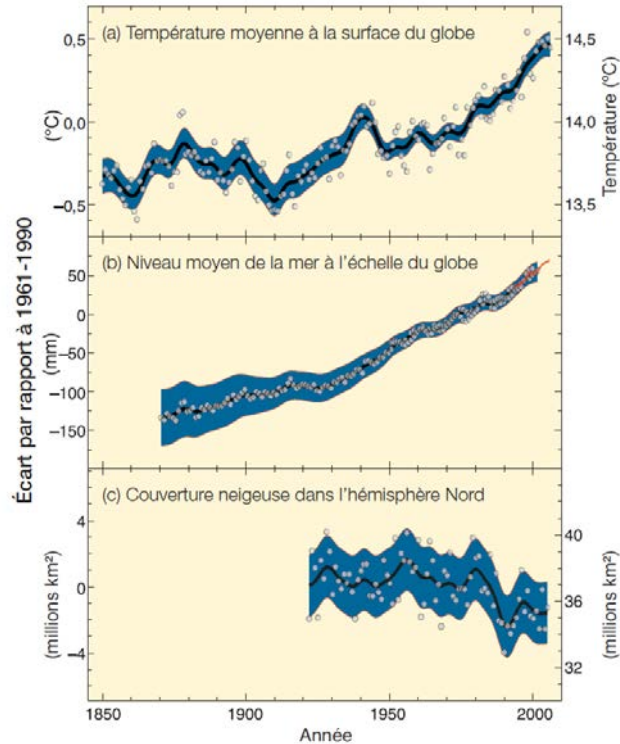 (a) Température moyenne à la surface du globe
0,5
0,0
−0,5
(°C)
14,5
14,0
13,5
Température (°C)
(b) Niveau moyen de la mer à l'échelle du globe
50
0
−50
−100
−150
(mm)
Écart par rapport à 1961-1990
(c) Couverture neigeuse dans l'hémisphère Nord
4
0
−4
(millions km²)
40
36
32
(millions km²)
1850
1900
1950
2000
Année